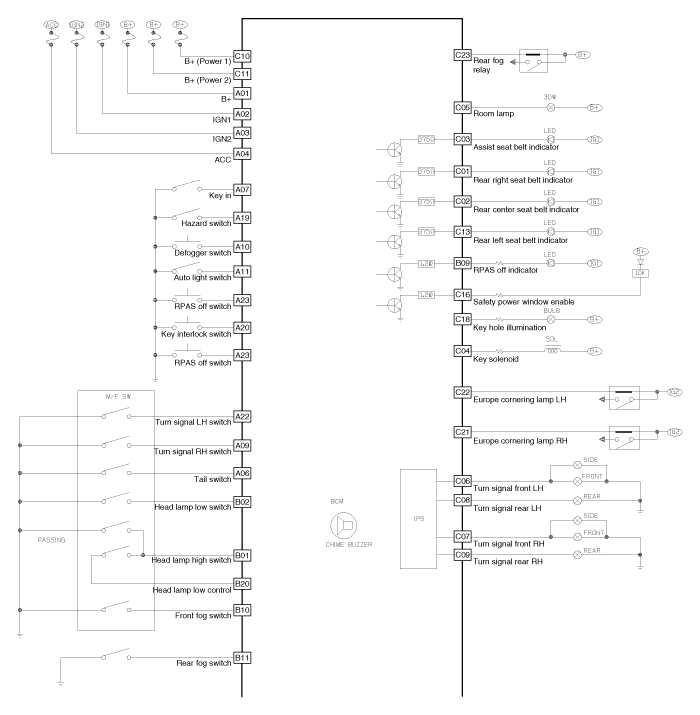 ACC IGN2 IGN1 B+ B+ B+
C10
B+ (Power 1)
C11
B+ (Power 2)
A01
B+
A02
IGN1
A03
IGN2
A04
ACC
A07
Key in
A19
Hazard switch
A10
Defogger switch
A11
Auto light switch
A23
RPAS off switch
A20
Key interlock switch
A23
RPAS off switch
M/F SW
A22
Turn signal LH switch
A09
Turn signal RH switch
A06
Tail switch
B02
Head lamp low switch
PASSING
B01
Head lamp high switch
B20
Head lamp low control
B10
Front fog switch
B11
Rear fog switch
BCM
CHIME BUZZER
C23
Rear fog
relay
B+
C05
Room lamp
30W
B+
C03
Assist seat belt indicator
375Ω
LED
IG1
C01
Rear right seat belt indicator
375Ω
LED
IG1
C02
Rear center seat belt indicator
375Ω
LED
IG1
C13
Rear left seat belt indicator
375Ω
LED
IG1
B09
RPAS off indicator
LED
IG1
B+
10K
C16
Safety power window enable
C18
Key hole illumination
BULB
B+
C04
Key solenoid
SOL
B+
C22
Europe cornering lamp LH
IG2
C21
Europe cornering lamp RH
IG2
IPS
C06
Turn signal front LH
SIDE
FRONT
C08
Turn signal rear LH
REAR
C07
Turn signal front RH
SIDE
FRONT
C09
Turn signal rear RH
REAR